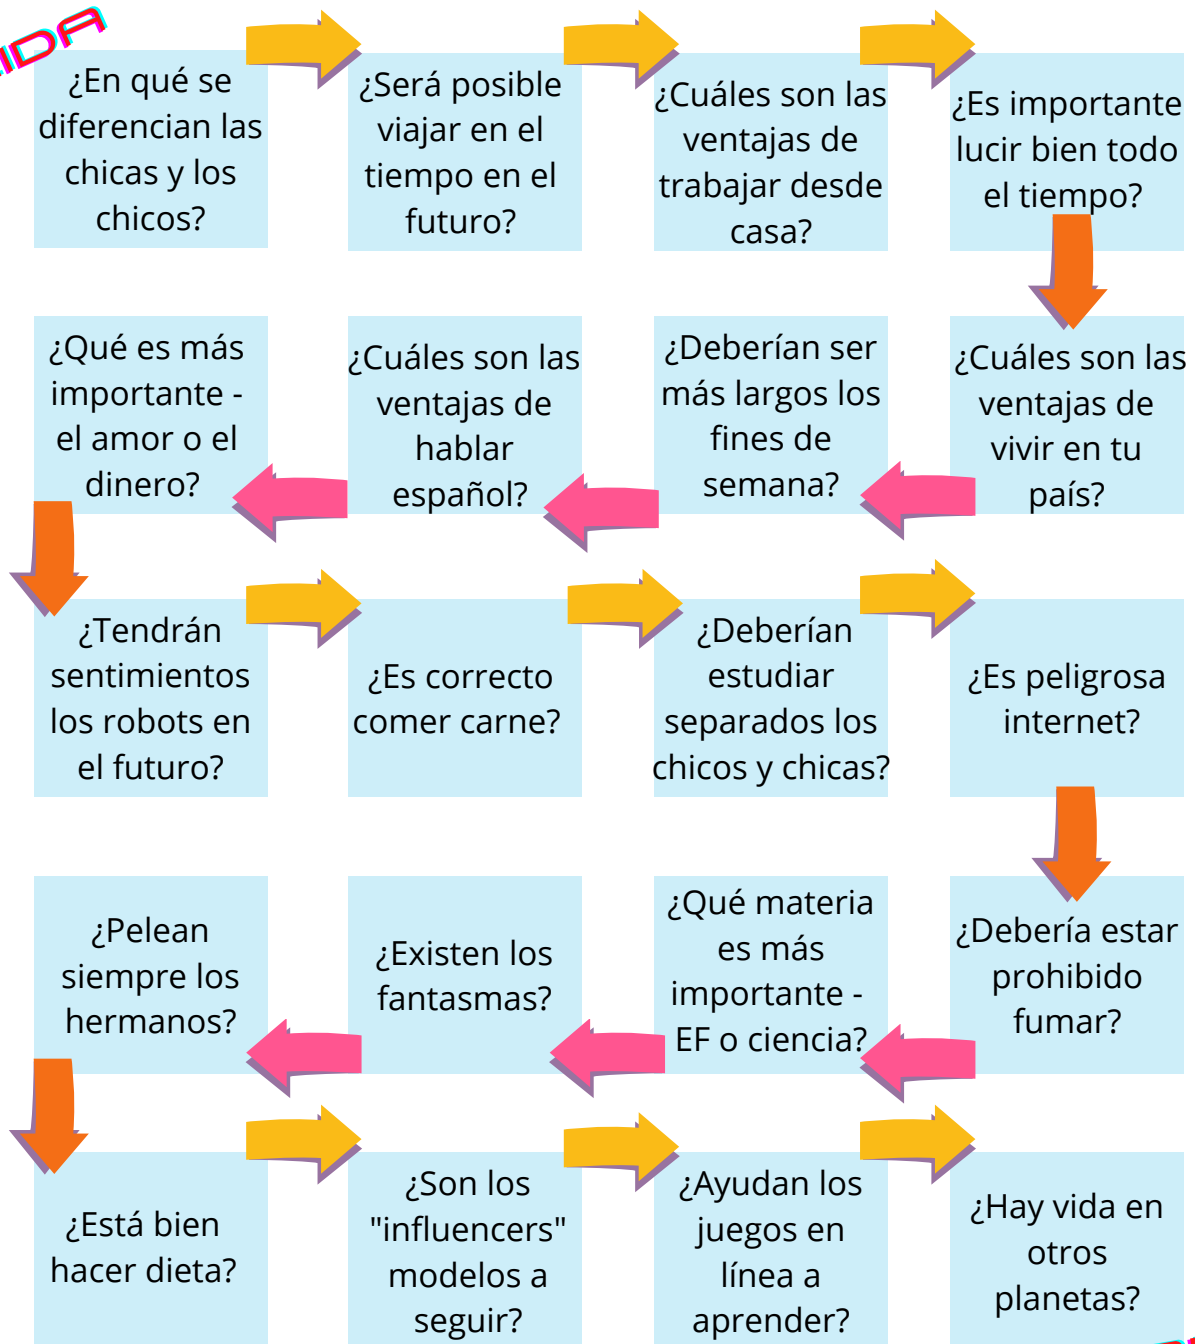 ¿En qué se
diferencian las
chicas y los
chicos?
¿Será posible
viajar en el
tiempo en el
futuro?
¿Cuáles son las
ventajas de
trabajar desde
casa?
¿Es importante
lucir bien todo
el tiempo?
¿Cuáles son las
ventajas de
vivir en tu
país?
¿Deberían ser
más largos los
fines de
semana?
¿Cuáles son las
ventajas de
hablar
español?
¿Qué es más
importante -
el amor o el
dinero?
¿Tendrán
sentimientos
los robots en
el futuro?
¿Es correcto
comer carne?
¿Deberían
estudiar
separados los
chicos y chicas?
¿Es peligrosa
internet?
¿Debería estar
prohibido
fumar?
¿Qué materia
es más
importante -
EF o ciencia?
¿Existen los
fantasmas?
¿Pelean
siempre los
hermanos?
¿Está bien
hacer dieta?
¿Son los
"influencers"
modelos a
seguir?
¿Ayudan los
juegos en
línea a
aprender?
¿Hay vida en
otros
planetas?